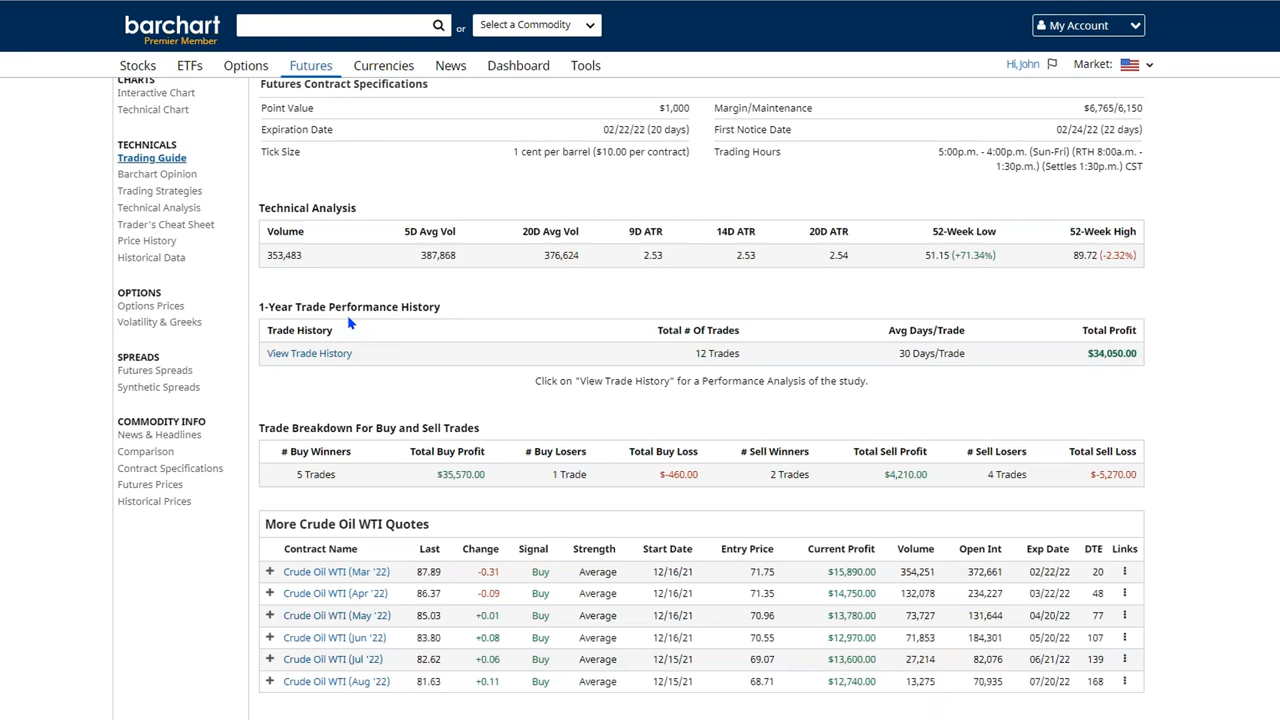 barchart
Premier Member
or
Select a Commodity
My Account
Stocks ETFs Options Futures Currencies News Dashboard Tools
Hi, John Market:
CHARTS
Interactive Chart
Technical Chart
TECHNICALS
Trading Guide
Barchart Opinion
Trading Strategies
Technical Analysis
Trader's Cheat Sheet
Price History
Historical Data
OPTIONS
Options Prices
Volatility & Greeks
SPREADS
Futures Spreads
Synthetic Spreads
COMMODITY INFO
News & Headlines
Comparison
Contract Specifications
Futures Prices
Historical Prices
Futures Contract Specifications
Point Value $1,000 Margin/Maintenance $6,765/6,150
Expiration Date 02/22/22 (20 days) First Notice Date 02/24/22 (22 days)
Tick Size 1 cent per barrel ($10.00 per contract) Trading Hours 5:00p.m. - 4:00p.m. (Sun-Fri) (RTH 8:00a.m. -
1:30p.m.) (Settles 1:30p.m.) CST
Technical Analysis
Volume 5D Avg Vol 20D Avg Vol 9D ATR 14D ATR 20D ATR 52-Week Low 52-Week High
353,483 387,868 376,624 2.53 2.53 2.54 51.15 (+71.34%) 89.72 (-2.32%)
1-Year Trade Performance History
Trade History Total # Of Trades Avg Days/Trade Total Profit
View Trade History 12 Trades 30 Days/Trade $34,050.00
Click on "View Trade History" for a Performance Analysis of the study.
Trade Breakdown For Buy and Sell Trades
# Buy Winners Total Buy Profit # Buy Losers Total Buy Loss # Sell Winners Total Sell Profit # Sell Losers Total Sell Loss
5 Trades $35,570.00 1 Trade $-460.00 2 Trades $4,210.00 4 Trades $-5,270.00
More Crude Oil WTI Quotes
Contract Name Last Change Signal Strength Start Date Entry Price Current Profit Volume Open Int Exp Date DTE Links
+ Crude Oil WTI (Mar '22) 87.89 -0.31 Buy Average 12/16/21 71.75 $15,890.00 354,251 372,661 02/22/22 20
+ Crude Oil WTI (Apr '22) 86.37 -0.09 Buy Average 12/16/21 71.35 $14,750.00 132,078 234,227 03/22/22 48
+ Crude Oil WTI (May '22) 85.03 +0.01 Buy Average 12/16/21 70.96 $13,780.00 73,727 131,644 04/20/22 77
+ Crude Oil WTI (Jun '22) 83.80 +0.08 Buy Average 12/16/21 70.55 $12,970.00 71,853 184,301 05/20/22 107
+ Crude Oil WTI (Jul '22) 82.62 +0.06 Buy Average 12/15/21 69.07 $13,600.00 27,214 82,076 06/21/22 139
+ Crude Oil WTI (Aug '22) 81.63 +0.11 Buy Average 12/15/21 68.71 $12,740.00 13,275 70,935 07/20/22 168